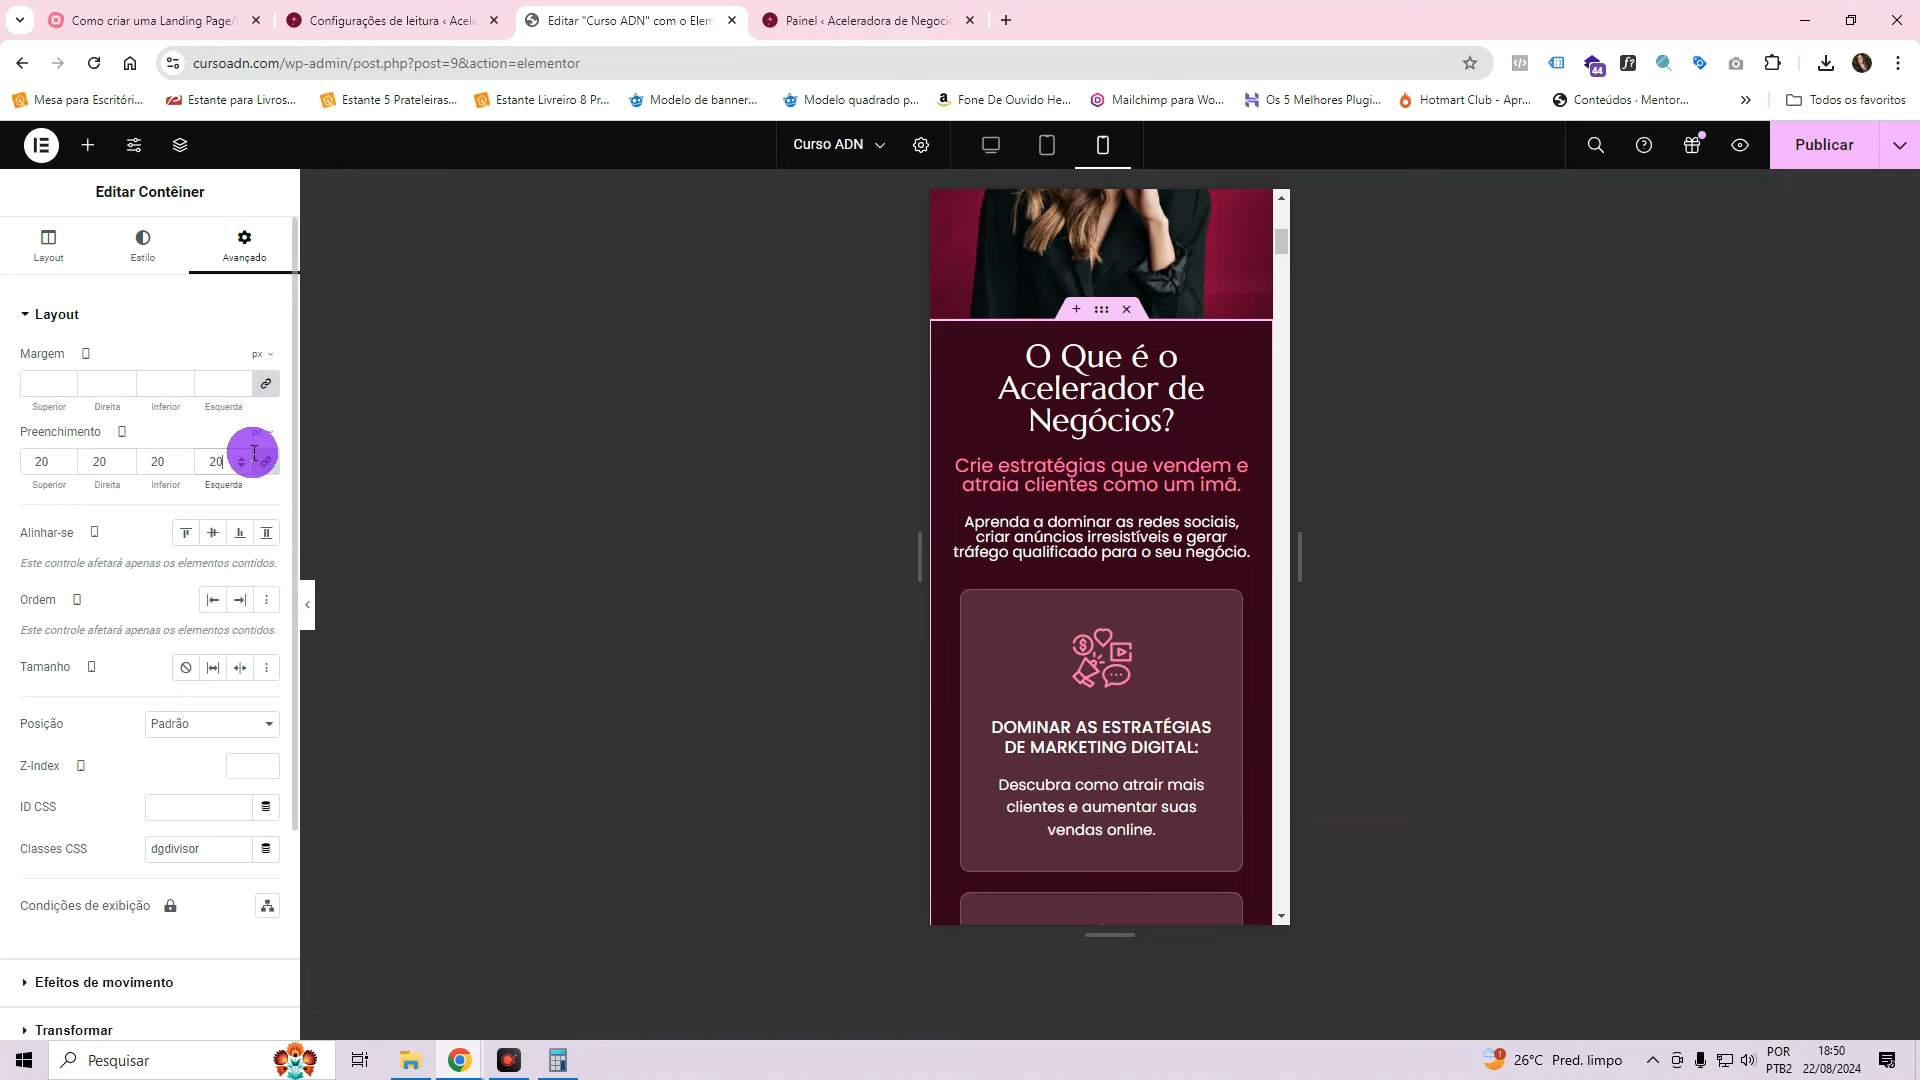 Como criar uma Landing Page/
Configurações de leitura ‹ Acele
Editar "Curso ADN" com o Elem
Painel ‹ Aceleradora de Negocio
cursoadn.com/wp-admin/post.php?post=9&action=elementor
44
f?
Mesa para Escritóri...
Estante para Livros...
Estante 5 Prateleiras...
Estante Livreiro 8 Pr...
Modelo de banner...
Modelo quadrado p...
Fone De Ouvido He...
Mailchimp para Wo...
Os 5 Melhores Plugi...
Hotmart Club - Apr...
Conteúdos · Mentor...
Todos os favoritos
Curso ADN
Publicar
Editar Contêiner
Layout
Estilo
Avançado
Layout
Margem
px
Superior
Direita
Inferior
Esquerda
Preenchimento
px
20
20
20
20
Superior
Direita
Inferior
Esquerda
Alinhar-se
Este controle afetará apenas os elementos contidos.
Ordem
Este controle afetará apenas os elementos contidos.
Tamanho
Posição
Padrão
Z-Index
ID CSS
Classes CSS
dgdivisor
Condições de exibição
Efeitos de movimento
Transformar
O Que é o
Acelerador de
Negócios?
Crie estratégias que vendem e
atraia clientes como um imã.
Aprenda a dominar as redes sociais,
criar anúncios irresistíveis e gerar
tráfego qualificado para o seu negócio.
DOMINAR AS ESTRATÉGIAS
DE MARKETING DIGITAL:
Descubra como atrair mais
clientes e aumentar suas
vendas online.
Pesquisar
1
26°C
Pred. limpo
POR
PTB2
18:50
22/08/2024